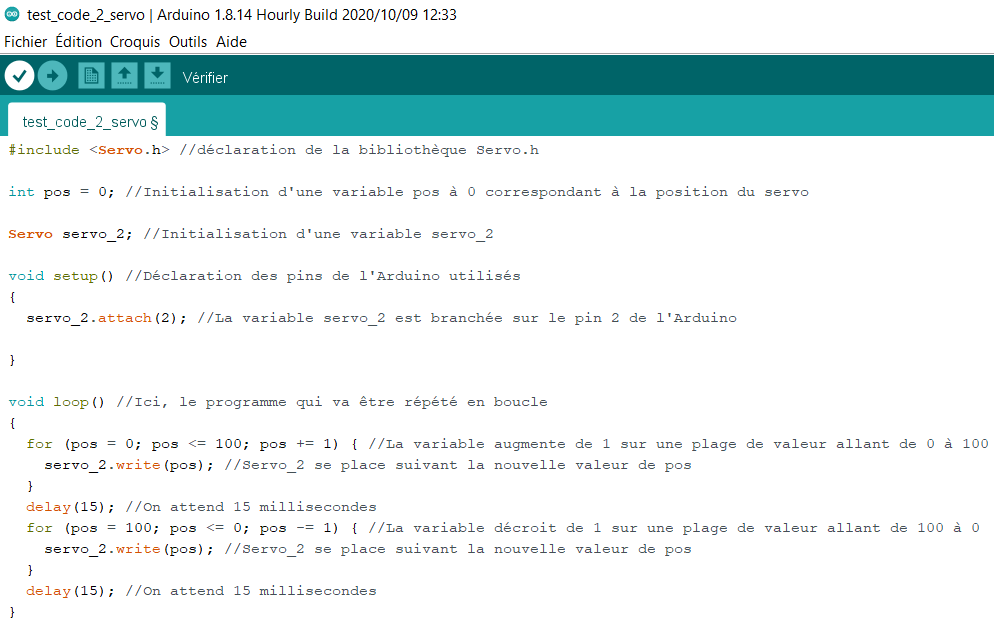 test_code_2_servo | Arduino 1.8.14 Hourly Build 2020/10/09 12:33
Fichier Édition Croquis Outils Aide
Vérifier
test_code_2_servo §
#include <Servo.h> //déclaration de la bibliothèque Servo.h
int pos = 0; //Initialisation d'une variable pos à 0 correspondant à la position du servo
Servo servo_2; //Initialisation d'une variable servo_2
void setup() //Déclaration des pins de l'Arduino utilisés
{
  servo_2.attach(2); //La variable servo_2 est branchée sur le pin 2 de l'Arduino
}
void loop() //Ici, le programme qui va être répété en boucle
{
  for (pos = 0; pos <= 100; pos += 1) { //La variable augmente de 1 sur une plage de valeur allant de 0 à 100
    servo_2.write(pos); //Servo_2 se place suivant la nouvelle valeur de pos
  }
  delay(15); //On attend 15 millisecondes
  for (pos = 100; pos <= 0; pos -= 1) { //La variable décroit de 1 sur une plage de valeur allant de 100 à 0
    servo_2.write(pos); //Servo_2 se place suivant la nouvelle valeur de pos
  }
  delay(15); //On attend 15 millisecondes
}